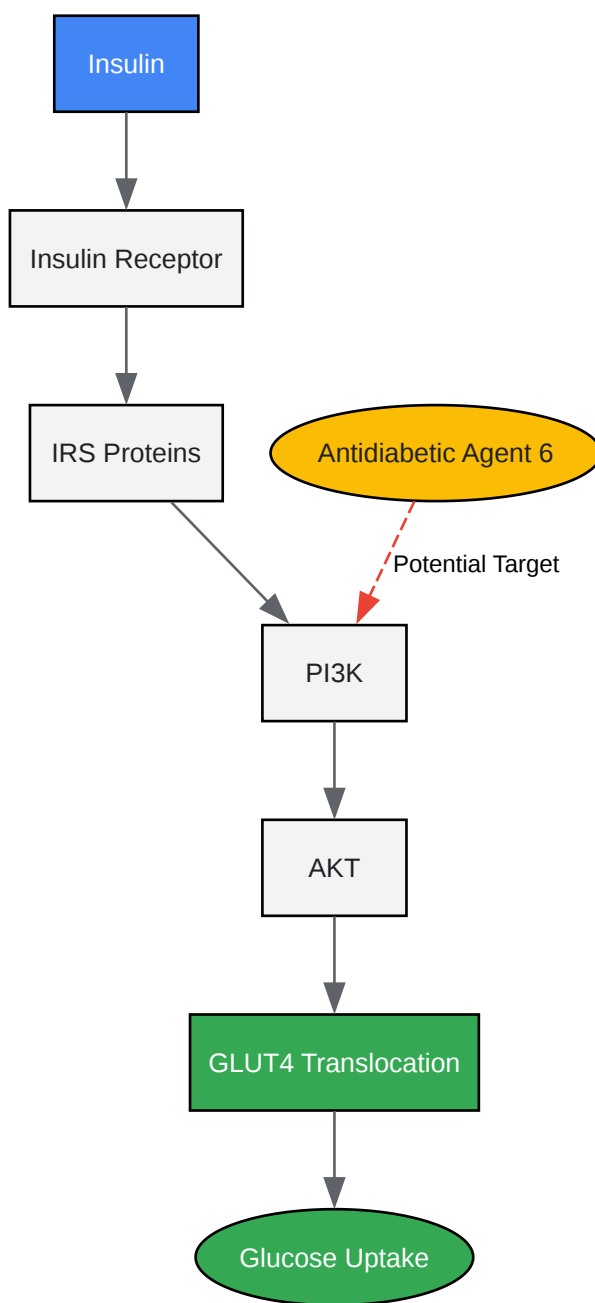 Insulin
Insulin Receptor
IRS Proteins
Antidiabetic Agent 6
Potential Target
PI3K
AKT
GLUT4 Translocation
Glucose Uptake